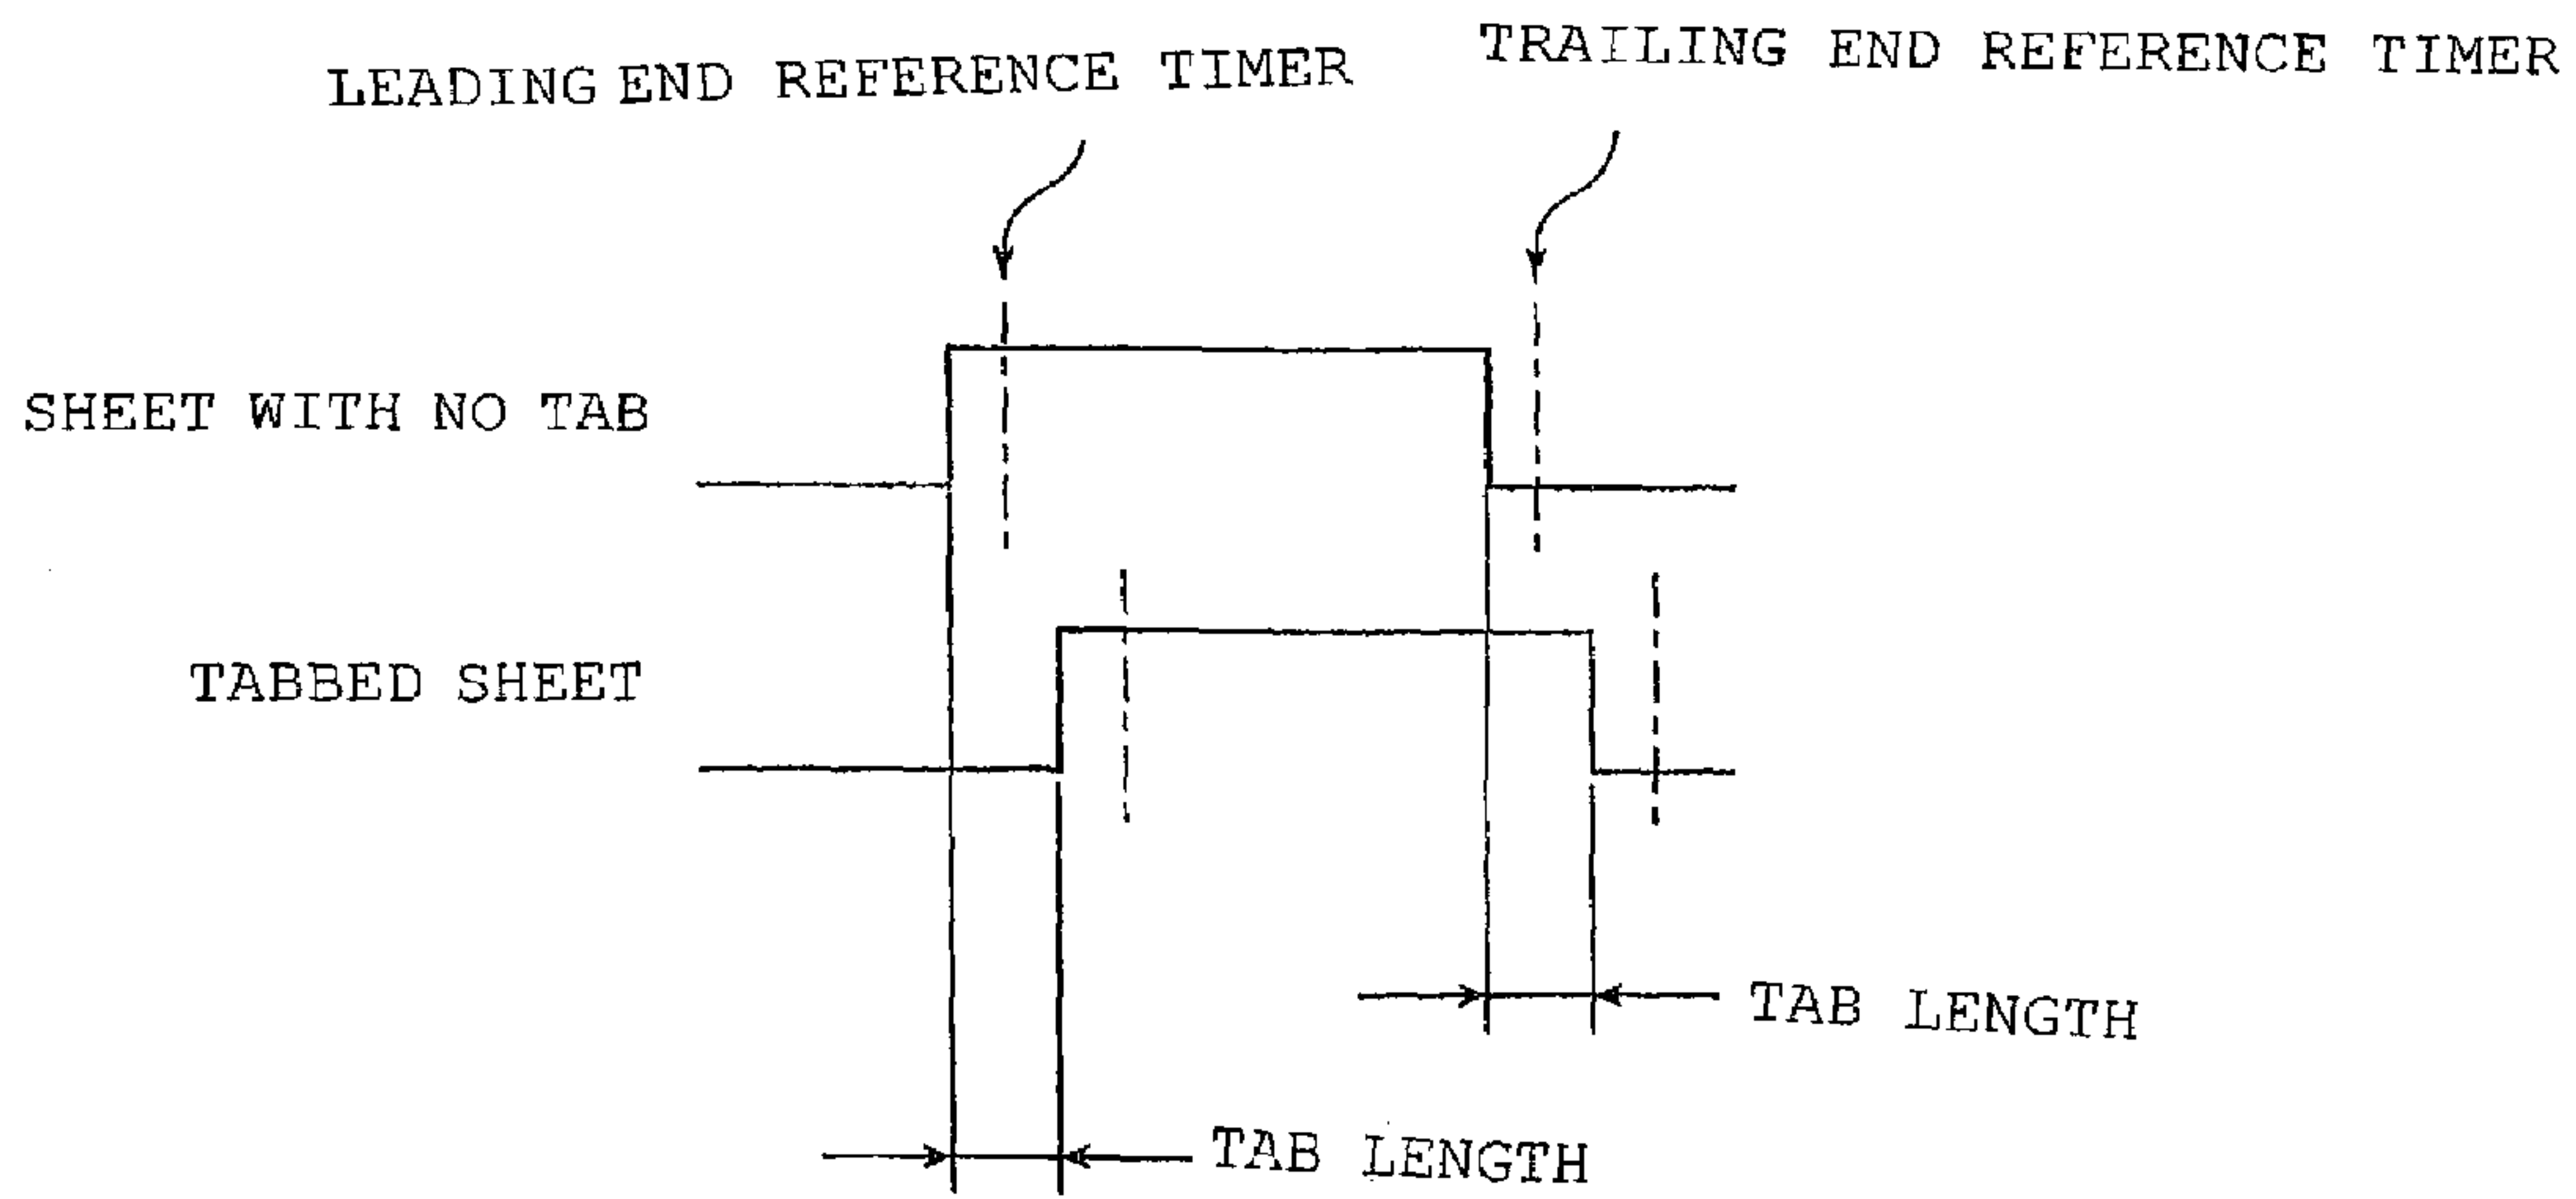 LEADING END REFERENCE TIMER
TRAILING END REFERENCE TIMER
SHEET WITH NO TAB
TABBED SHEET
TAB LENGTH
TAB LENGTH